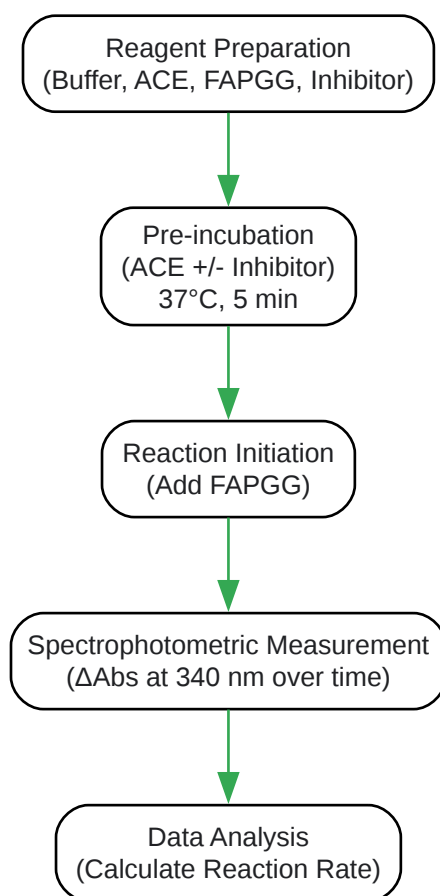 Reagent Preparation
(Buffer, ACE, FAPGG, Inhibitor)
Pre-incubation
(ACE +/- Inhibitor)
37°C, 5 min
Reaction Initiation
(Add FAPGG)
Spectrophotometric Measurement
(ΔAbs at 340 nm over time)
Data Analysis
(Calculate Reaction Rate)